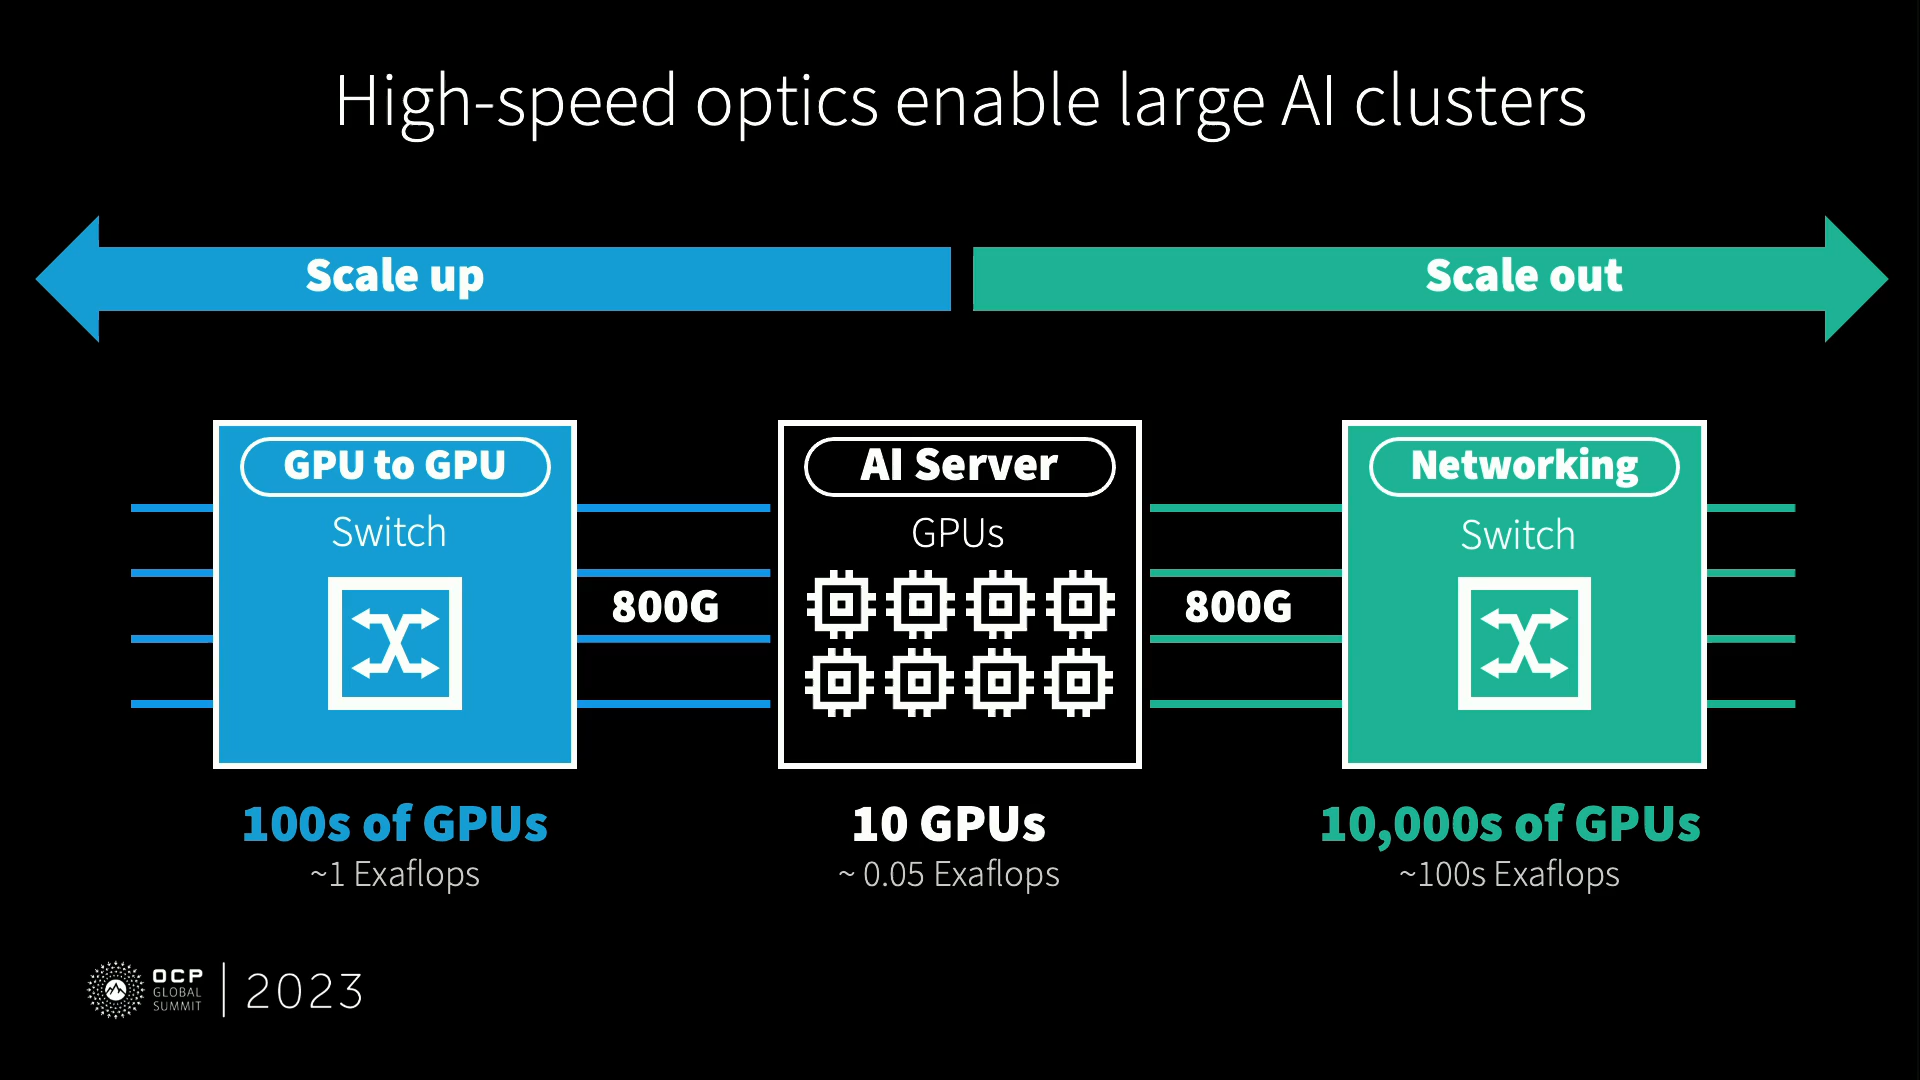 High-speed optics enable large AI clusters
Scale up
Scale out
GPU to GPU
Switch
800G
AI Server
GPUs
800G
Networking
Switch
100s of GPUs
~1 Exaflops
10 GPUs
~ 0.05 Exaflops
10,000s of GPUs
~100s Exaflops
OCP
GLOBAL
SUMMIT
2023